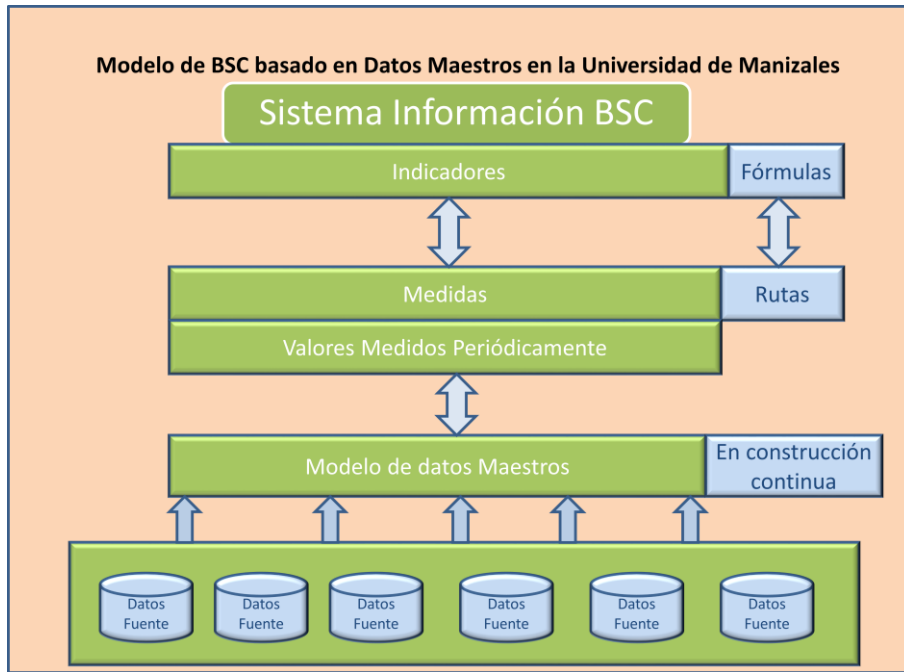 Modelo de BSC basado en Datos Maestros en la Universidad de Manizales
Sistema Información BSC
Indicadores
Fórmulas
Medidas
Rutas
Valores Medidos Periódicamente
Modelo de datos Maestros
En construcción
continua
Datos
Fuente
Datos
Fuente
Datos
Fuente
Datos
Fuente
Datos
Fuente
Datos
Fuente